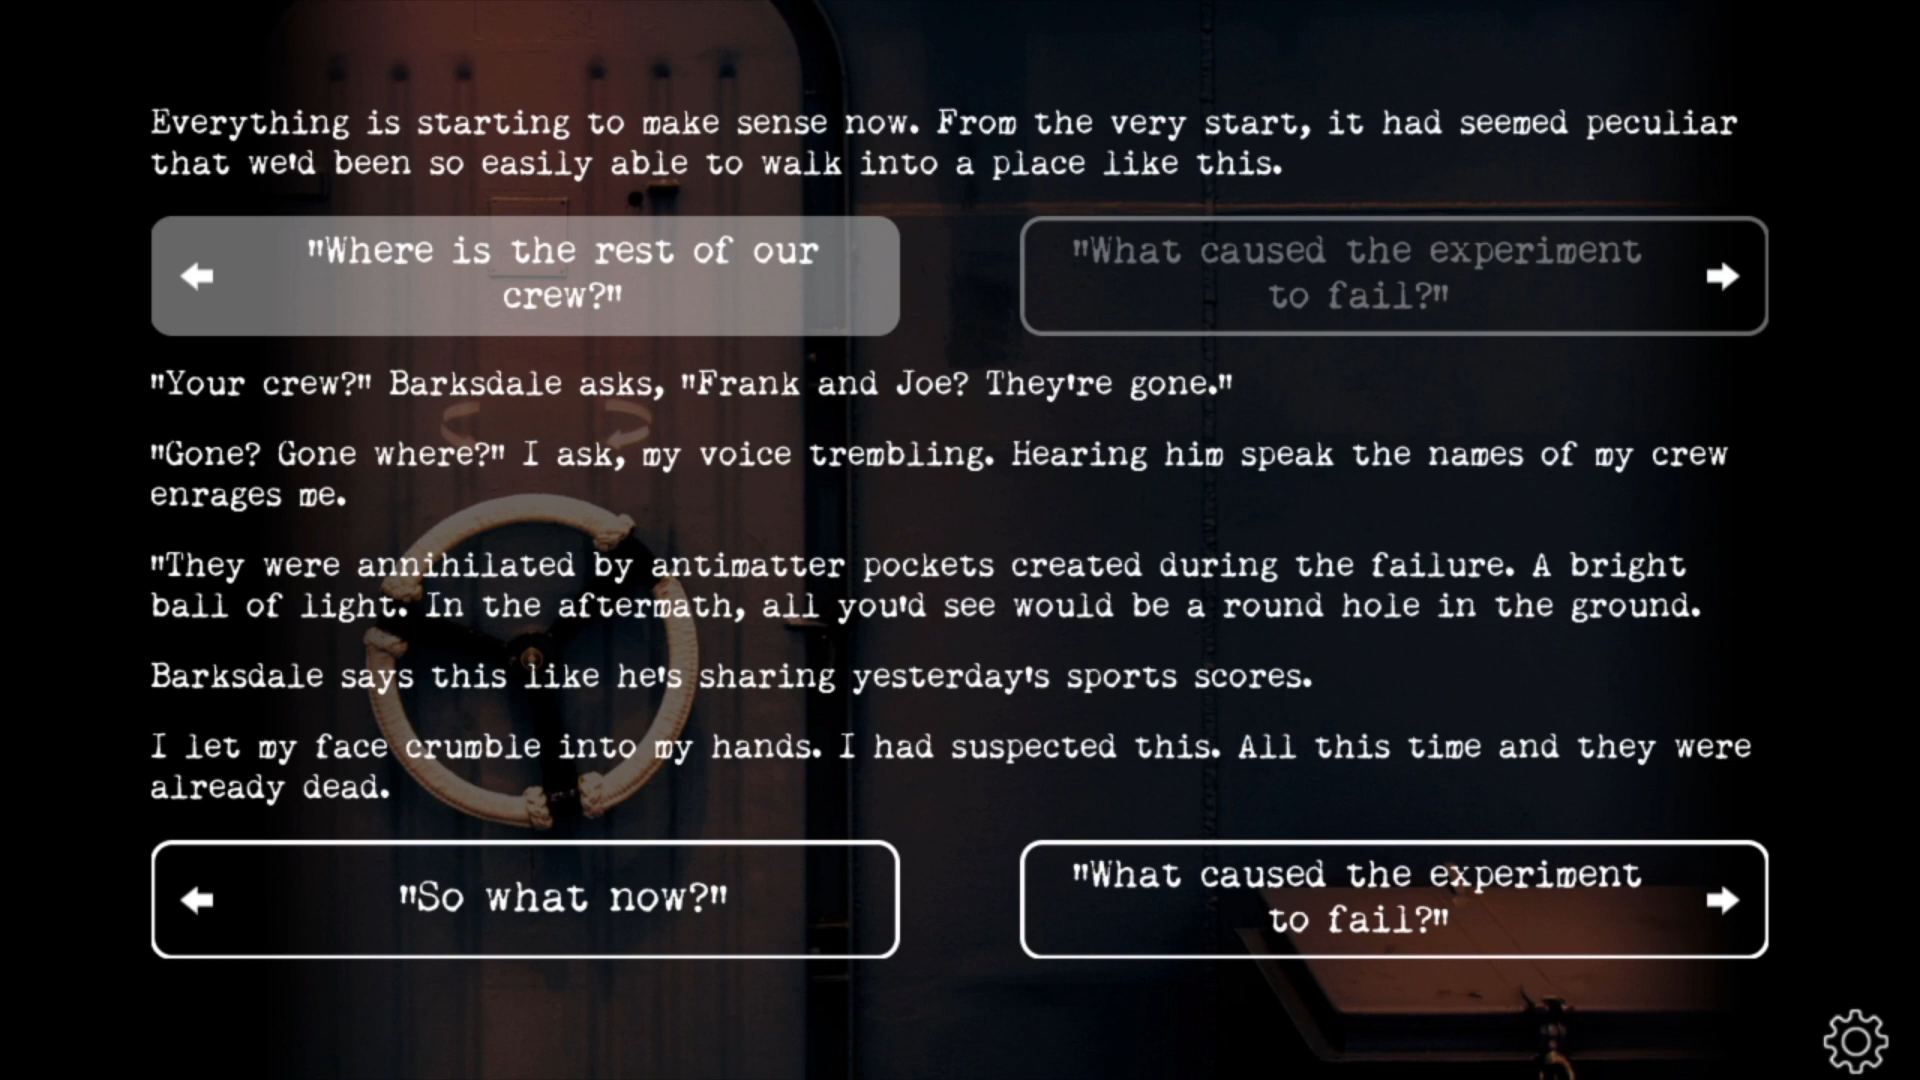 Everything is starting to make sense now. From the very start, it had seemed peculiar
that we'd been so easily able to walk into a place like this.
"Where is the rest of our
crew?"
"What caused the experiment
to fail?"
"Your crew?" Barksdale asks, "Frank and Joe? They're gone."
"Gone? Gone where?" I ask, my voice trembling. Hearing him speak the names of my crew
enrages me.
"They were annihilated by antimatter pockets created during the failure. A bright
ball of light. In the aftermath, all you'd see would be a round hole in the ground.
Barksdale says this like he's sharing yesterday's sports scores.
I let my face crumble into my hands. I had suspected this. All this time and they were
already dead.
"So what now?"
"What caused the experiment
to fail?"